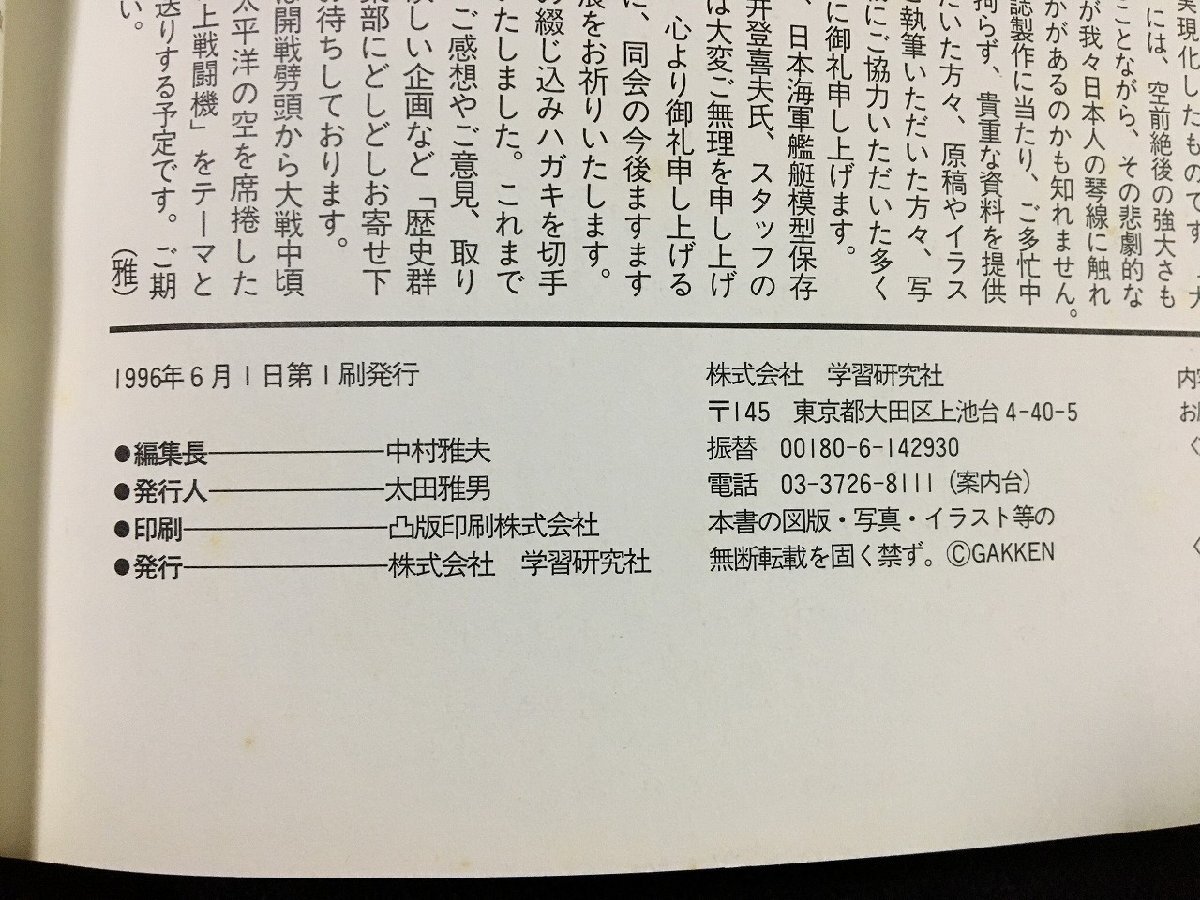 実現化したものです。大
には、空前絶後の強大さも
ことながら、その悲劇的な
が我々日本人の琴線に触れ
かがあるのかも知れません。
誌製作に当たり、ご多忙中
拘らず、貴重な資料を提供
だいた方々、原稿やイラス
執筆いただいた方々、写
にご協力いただいた多く
に御礼申し上げます。
、日本海軍艦艇模型保存
井登喜夫氏、スタッフの
は大変ご無理を申し上げ
心より御礼申し上げる
に、同会の今後ますます
展をお祈りいたします。
の綴じ込みハガキを切手
たしました。これまで
ご感想やご意見、取り
欲しい企画など「歴史群
集部にどしどしお寄せ下
お待ちしております。
は開戦劈頭から大戦中頃
太平洋の空を席捲した
上戦闘機」をテーマと
送りする予定です。ご期
い。
（雅）
1996年6月1日第1刷発行
●編集長―――中村雅夫
●発行人―――太田雅男
●印刷―――凸版印刷株式会社
●発行―――株式会社　学習研究社
株式会社　学習研究社
〒145　東京都大田区上池台4-40-5
振替　00180-6-142930
電話　03-3726-8111（案内台）
本書の図版・写真・イラスト等の
無断転載を固く禁ず。ⒸGAKKEN
内
お